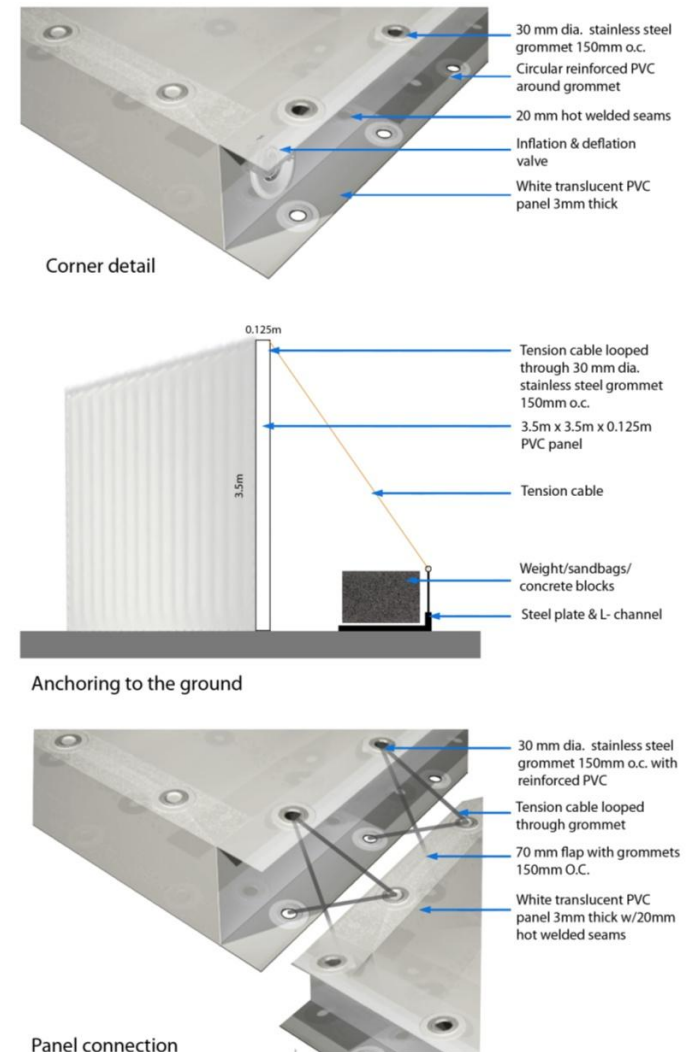 30 mm dia. stainless steel
grommet 150mm o.c.
Circular reinforced PVC
around grommet
20 mm hot welded seams
Inflation & deflation
valve
White translucent PVC
panel 3mm thick
Corner detail
0.125m
Tension cable looped
through 30 mm dia.
stainless steel grommet
150mm o.c.
3.5m x 3.5m x 0.125m
PVC panel
3.5m
Tension cable
Weight/sandbags/
concrete blocks
Steel plate & L- channel
Anchoring to the ground
30 mm dia. stainless steel
grommet 150mm o.c. with
reinforced PVC
Tension cable looped
through grommet
70 mm flap with grommets
150mm O.C.
White translucent PVC
panel 3mm thick w/20mm
hot welded seams
Panel connection